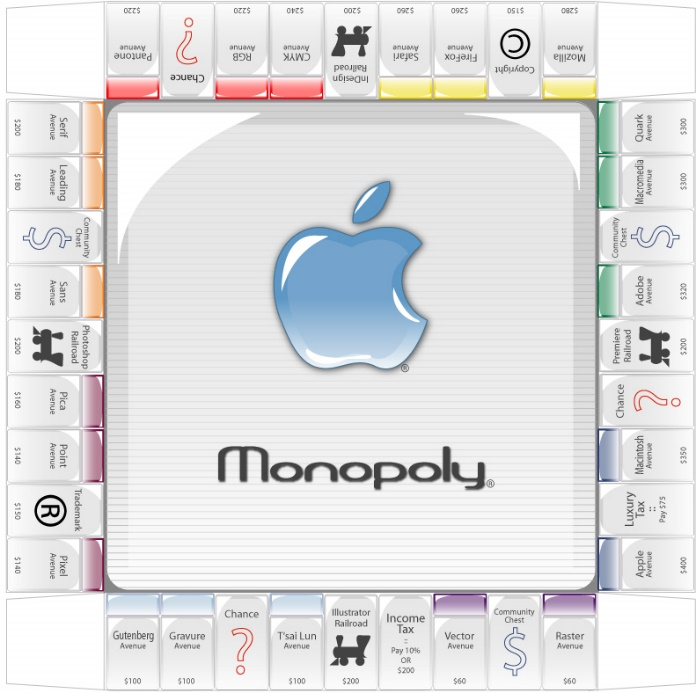 $220
Pantone
Avenue
¿
Chance
$220
RGB
Avenue
$240
CMYK
Avenue
$200
InDesign
Railroad
$260
Safari
Avenue
$260
FireFox
Avenue
$150
©
Copyright
$280
Mozilla
Avenue
Quark
Avenue
$300
Macromedia
Avenue
$300
Community
Chest
$
Adobe
Avenue
$320
Premiere
Railroad
$200
Chance
?
Macintosh
Avenue
$350
Luxury
Tax
::
Pay $75
Apple
Avenue
$400
Serif
Avenue
$200
Leading
Avenue
$180
Community
Chest
$
Sans
Avenue
$180
Photoshop
Railroad
$200
Pica
Avenue
$160
Point
Avenue
$140
Trademark
®
$150
Pixel
Avenue
$140
®
Monopoly®
Gutenberg
Avenue
$100
Gravure
Avenue
$100
Chance
?
T'sai Lun
Avenue
$100
Illustrator
Railroad
$200
Income
Tax
::
Pay 10%
OR
$200
Vector
Avenue
$60
Community
Chest
$
Raster
Avenue
$60